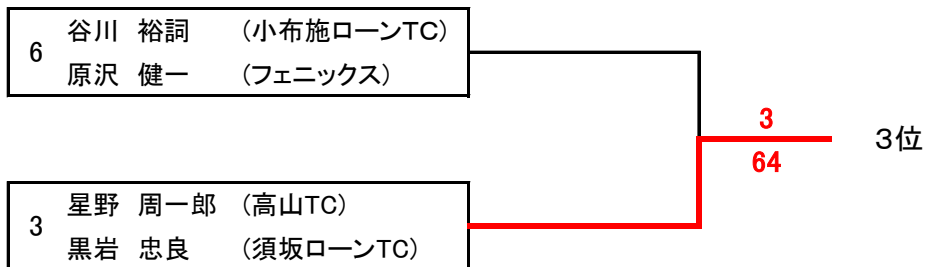 6 谷川 裕詞 (小布施ローンTC)
原沢 健一 (フェニックス)
3
64
3位
3 星野 周一郎 (高山TC)
黒岩 忠良 (須坂ローンTC)